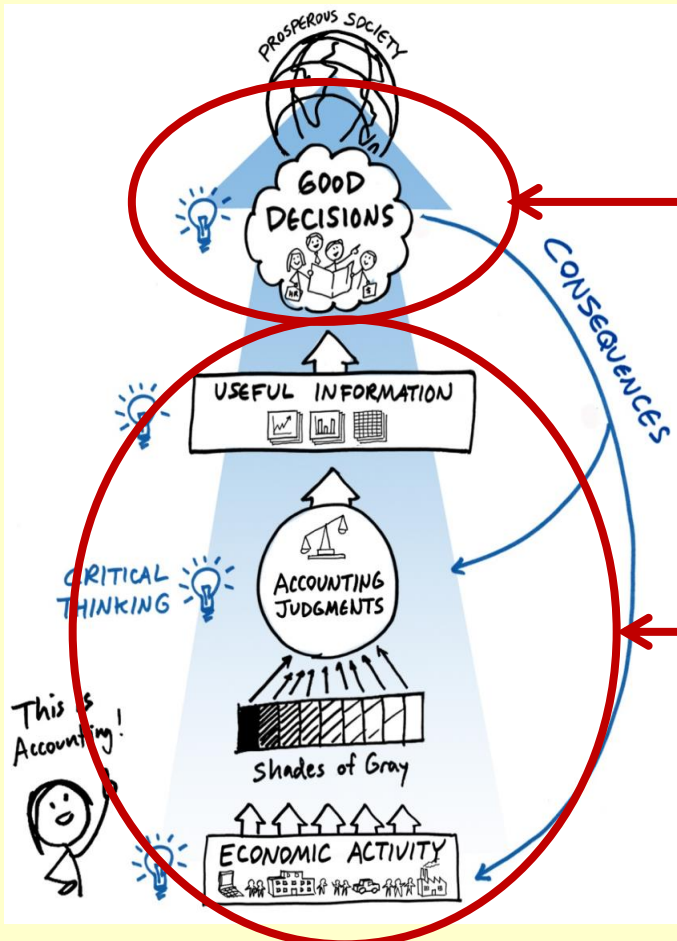 PROSPEROUS SOCIETY
GOOD
DECISIONS
HR
$
CONSEQUENCES
USEFUL INFORMATION
CRITICAL
THINKING
ACCOUNTING
JUDGMENTS
This is
Accounting!
Shades of Gray
ECONOMIC ACTIVITY